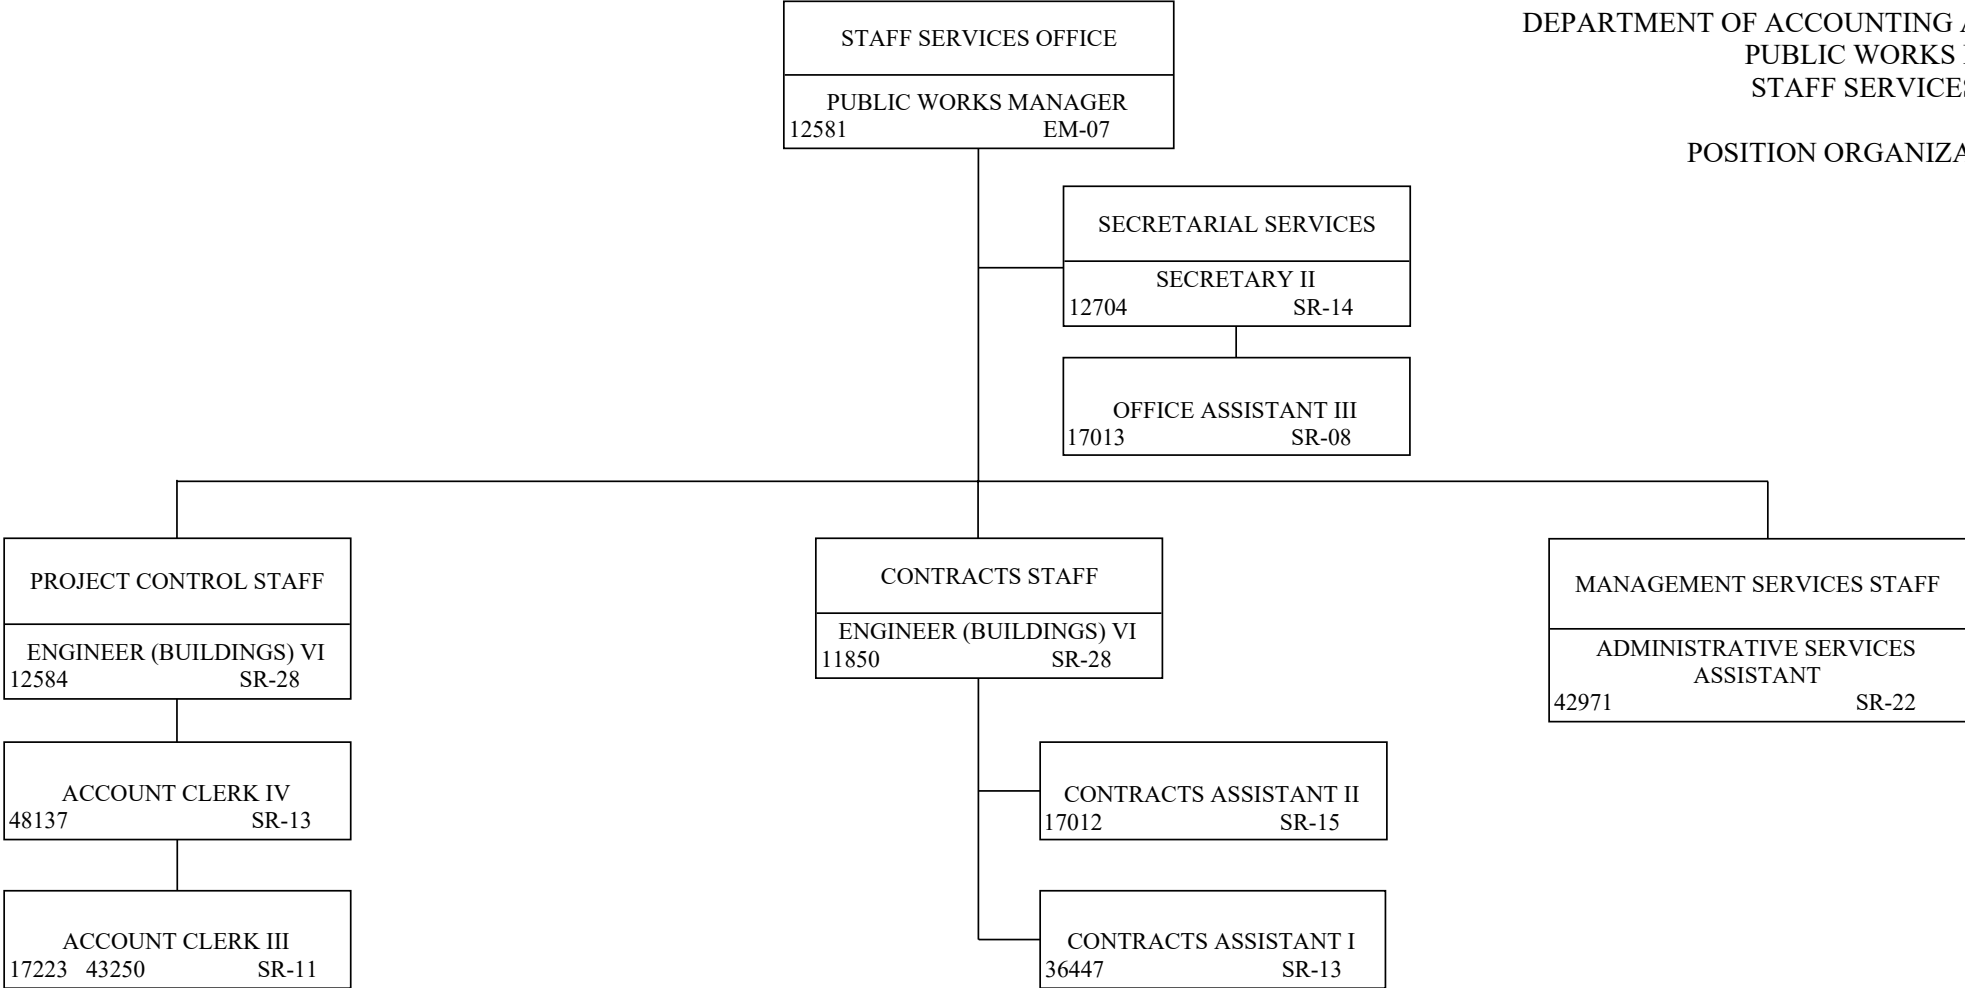 DEPARTMENT OF ACCOUNTING
PUBLIC WORKS
STAFF SERVICES
POSITION
STAFF SERVICES OFFICE
PUBLIC WORKS MANAGER
12581 EM-07
SECRETARIAL SERVICES
SECRETARY II
12704 SR-14
OFFICE ASSISTANT III
17013 SR-08
PROJECT CONTROL STAFF
ENGINEER (BUILDINGS) VI
12584 SR-28
ACCOUNT CLERK IV
48137 SR-13
ACCOUNT CLERK III
17223 43250 SR-11
CONTRACTS STAFF
ENGINEER (BUILDINGS) VI
11850 SR-28
CONTRACTS ASSISTANT II
17012 SR-15
CONTRACTS ASSISTANT I
36447 SR-13
MANAGEMENT SERVICES STAFF
ADMINISTRATIVE SERVICES
ASSISTANT
42971 SR-22